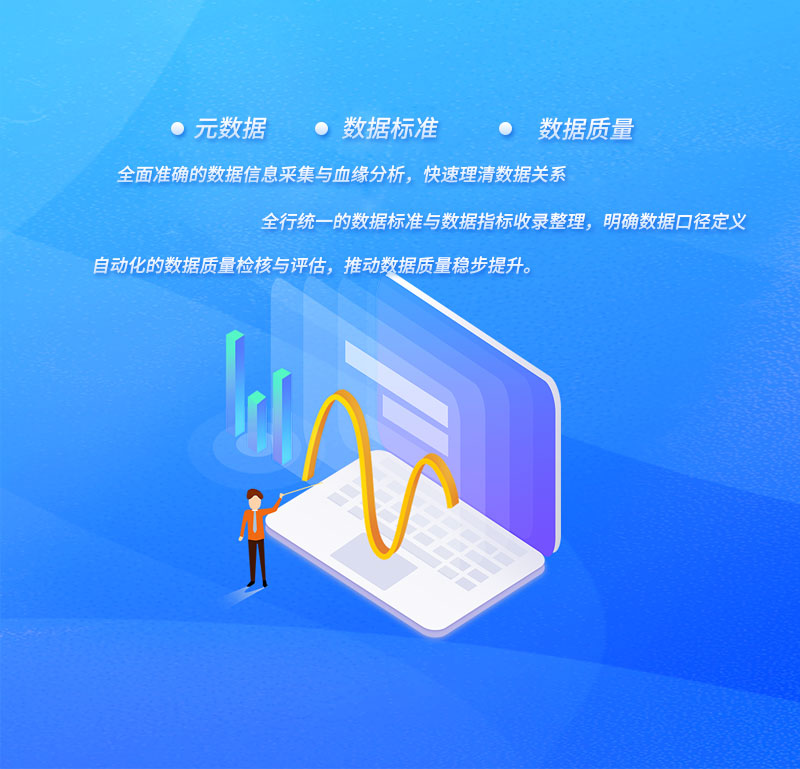 元数据 数据标准 数据质量
全面准确的数据信息采集与血缘分析，快速理清数据关系
全行统一的数据标准与数据指标收录整理，明确数据口径定义
自动化的数据质量检核与评估，推动数据质量稳步提升。